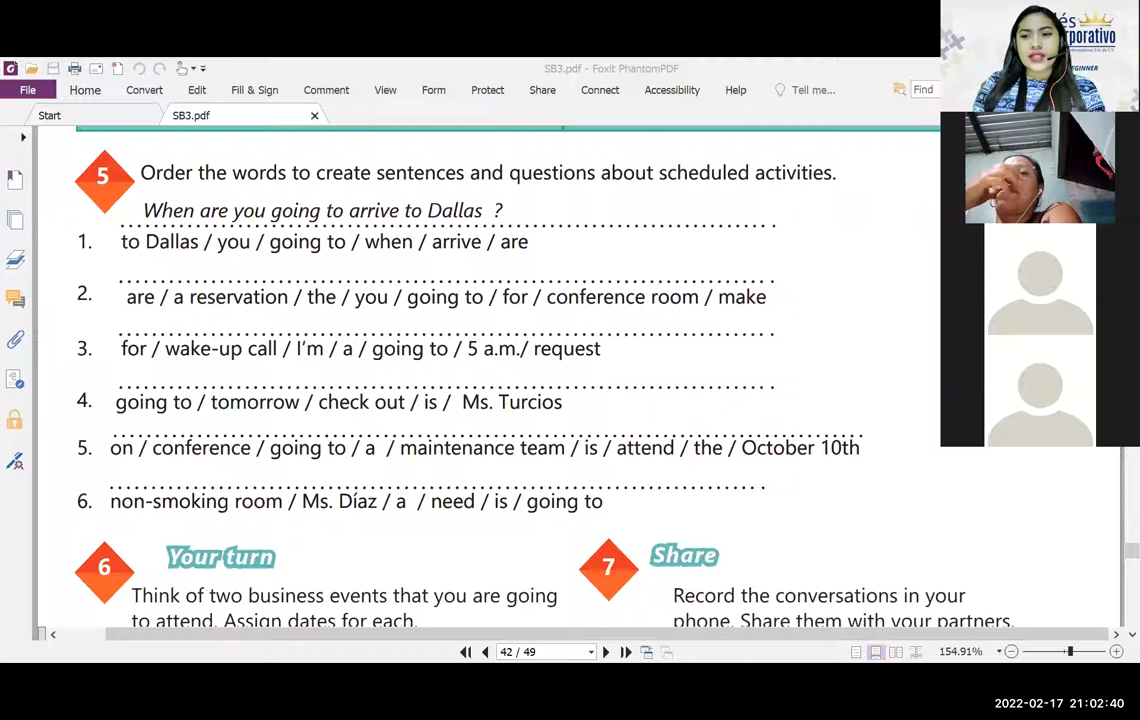 és
rporativo
International, S.A. de C.V.
GINNER
SB3.pdf - Foxit PhantomPDF
File Home Convert Edit Fill & Sign Comment View Form Protect Share Connect Accessibility Help Tell me... Find
Start SB3.pdf
5 Order the words to create sentences and questions about scheduled activities.
When are you going to arrive to Dallas ?
1. to Dallas / you / going to / when / arrive / are
2. are / a reservation / the / you / going to / for / conference room / make
3. for / wake-up call / I'm / a / going to / 5 a.m./ request
4. going to / tomorrow / check out / is / Ms. Turcios
5. on / conference / going to / a / maintenance team / is / attend / the / October 10th
6. non-smoking room / Ms. Díaz / a / need / is / going to
6 Your turn
Think of two business events that you are going
to attend. Assign dates for each.
7 Share
Record the conversations in your
phone. Share them with your partners.
42 / 49
154.91%
2022-02-17 21:02:40